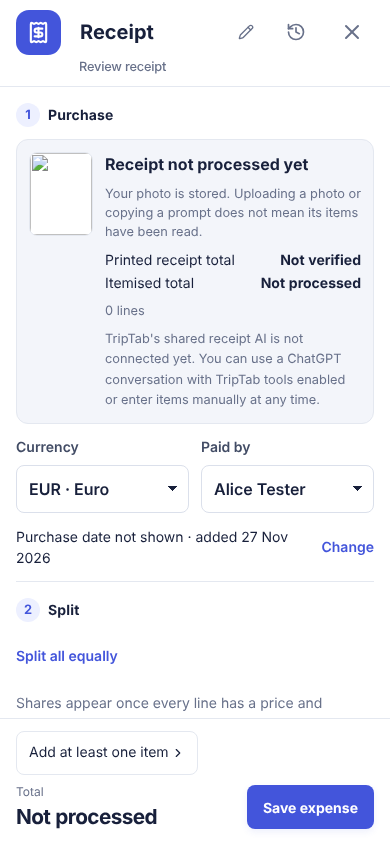 Receipt
Review receipt
1 Purchase
Receipt not processed yet
Your photo is stored. Uploading a photo or
copying a prompt does not mean its items
have been read.
Printed receipt total Not verified
Itemised total Not processed
0 lines
TripTab's shared receipt AI is not
connected yet. You can use a ChatGPT
conversation with TripTab tools enabled
or enter items manually at any time.
Currency Paid by
EUR · Euro Alice Tester
Purchase date not shown · added 27 Nov
2026
Change
2 Split
Split all equally
Shares appear once every line has a price and
Add at least one item
Total
Not processed
Save expense